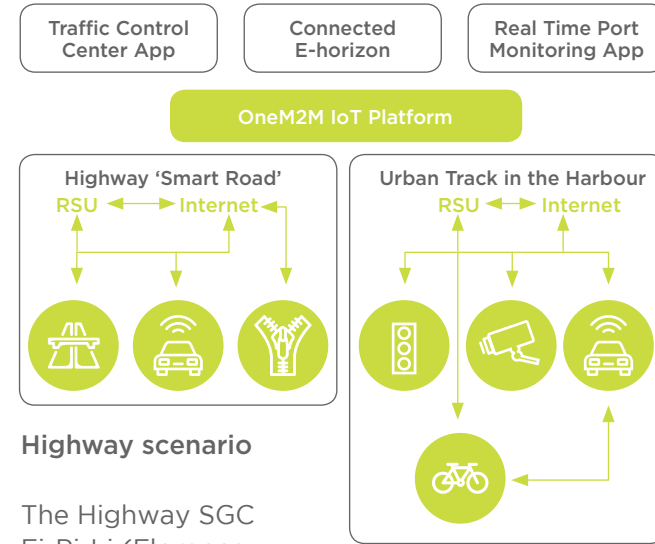 Traffic Control
Center App
Connected
E-horizon
Real Time Port
Monitoring App
OneM2M IoT Platform
Highway ‘Smart Road’
RSU Internet
Urban Track in the Harbour
RSU Internet
Highway scenario
The Highway SGC